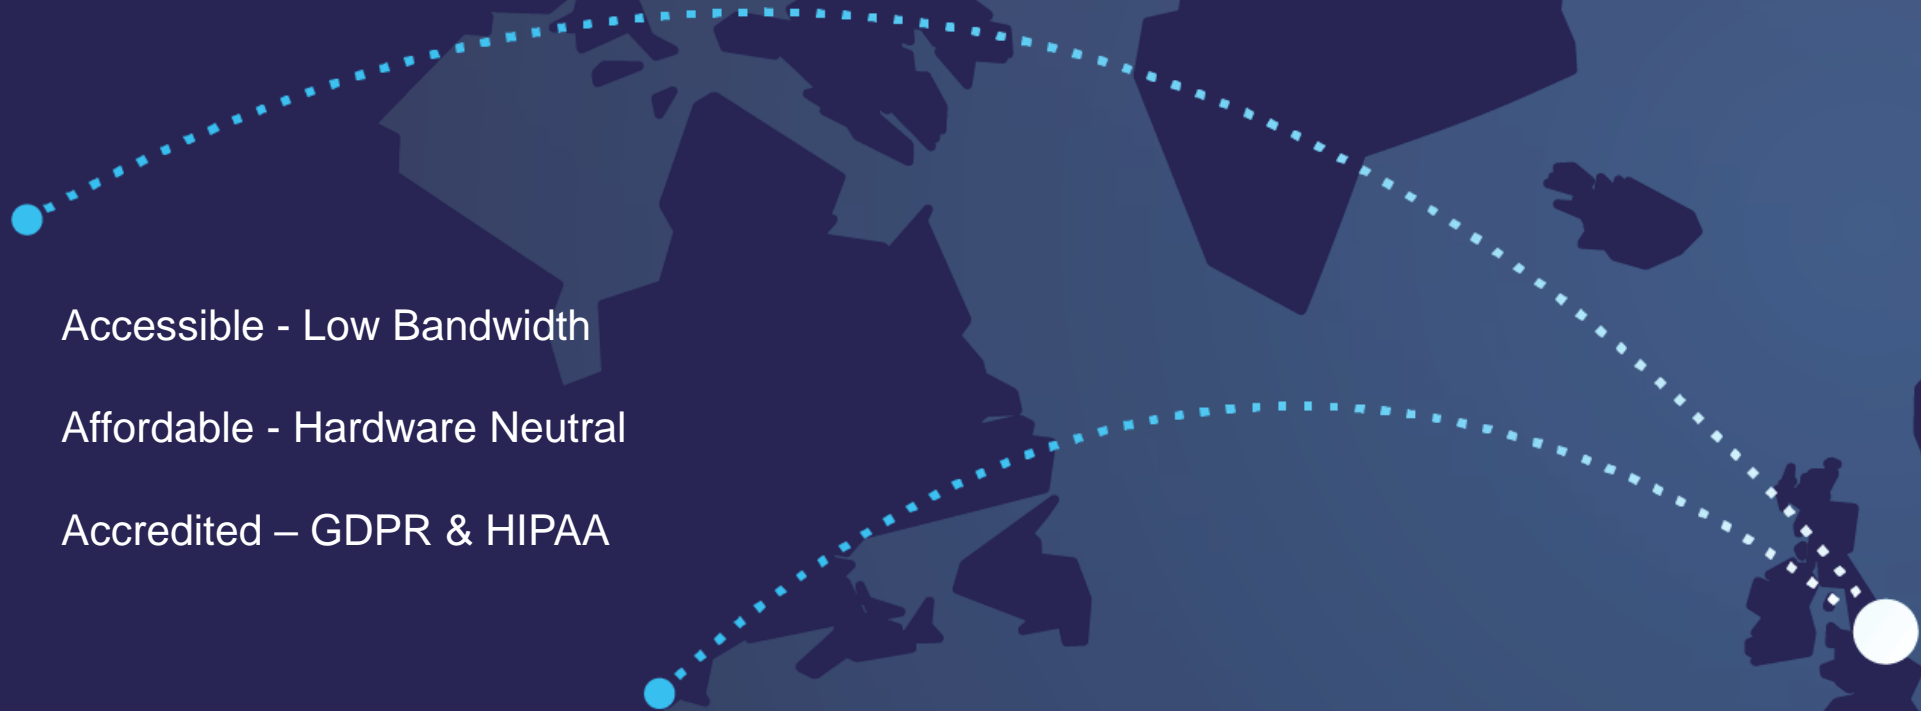 Accessible - Low Bandwidth
Affordable - Hardware Neutral
Accredited – GDPR & HIPAA